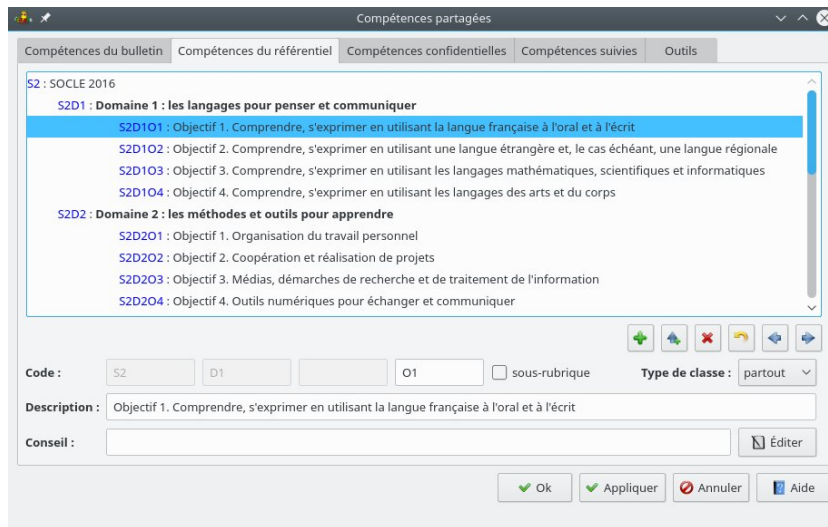 Compétences partagées
Compétences du bulletin Compétences du référentiel Compétences confidentielles Compétences suivies Outils
S2 : SOCLE 2016
S2D1 : Domaine 1 : les langages pour penser et communiquer
S2D1O1 : Objectif 1. Comprendre, s'exprimer en utilisant la langue française à l'oral et à l'écrit
S2D1O2 : Objectif 2. Comprendre, s'exprimer en utilisant une langue étrangère et, le cas échéant, une langue régionale
S2D1O3 : Objectif 3. Comprendre, s'exprimer en utilisant les langages mathématiques, scientifiques et informatiques
S2D1O4 : Objectif 4. Comprendre, s'exprimer en utilisant les langages des arts et du corps
S2D2 : Domaine 2 : les méthodes et outils pour apprendre
S2D2O1 : Objectif 1. Organisation du travail personnel
S2D2O2 : Objectif 2. Coopération et réalisation de projets
S2D2O3 : Objectif 3. Médias, démarches de recherche et de traitement de l'information
S2D2O4 : Objectif 4. Outils numériques pour échanger et communiquer
Code : S2 D1 O1 sous-rubrique Type de classe : partout
Description : Objectif 1. Comprendre, s'exprimer en utilisant la langue française à l'oral et à l'écrit
Conseil : Éditer
Ok Appliquer Annuler Aide